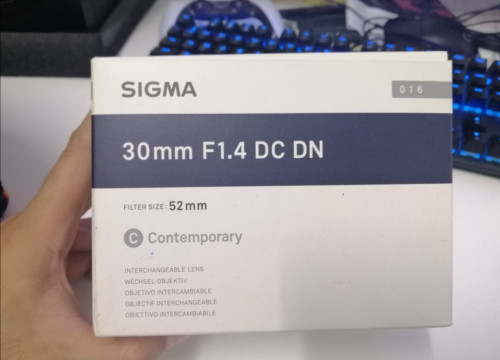 SIGMA
016
30mm F1.4 DC DN
FILTER SIZE: 52mm
C Contemporary
INTERCHANGEABLE LENS
WECHSEL-OBJEKTIV
OBJETIVO INTERCAMBIABLE
OBJECTIF INTERCHANGEABLE
OBIETTIVO INTERCAMBIABILE